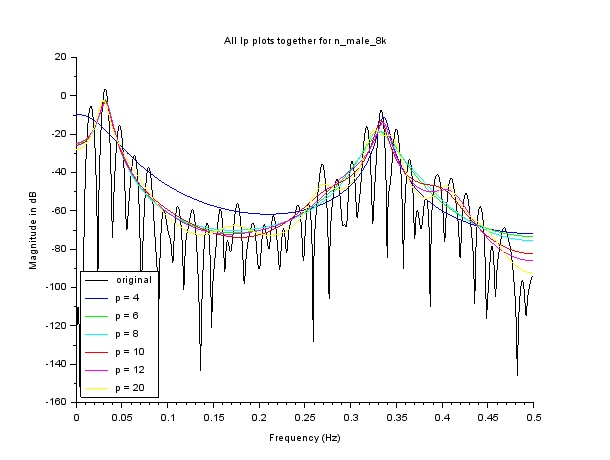 All lp plots together for n_male_8k
20
0
-20
-40
-60
-80
-100
-120
-140
-160
Magnitude in dB
original
p = 4
p = 6
p = 8
p = 10
p = 12
p = 20
0 0.05 0.1 0.15 0.2 0.25 0.3 0.35 0.4 0.45 0.5
Frequency (Hz)